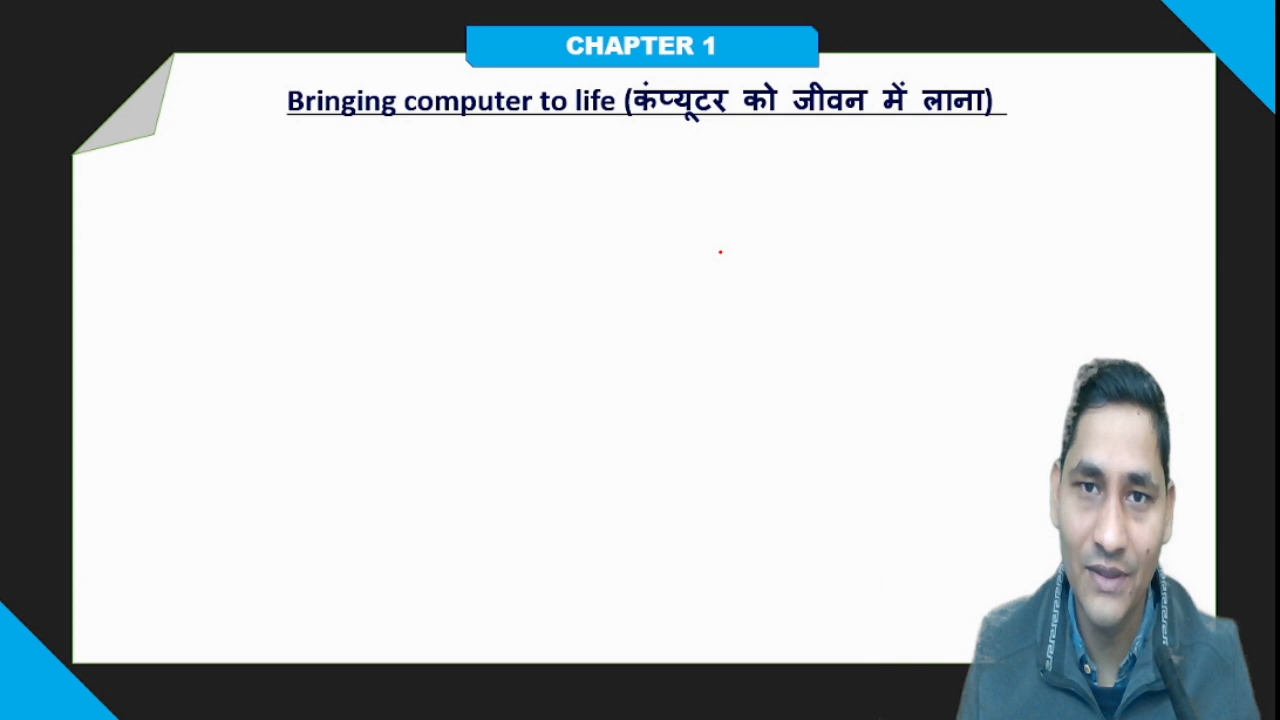 CHAPTER 1
Bringing computer to life (कंप्यूटर को जीवन में लाना)